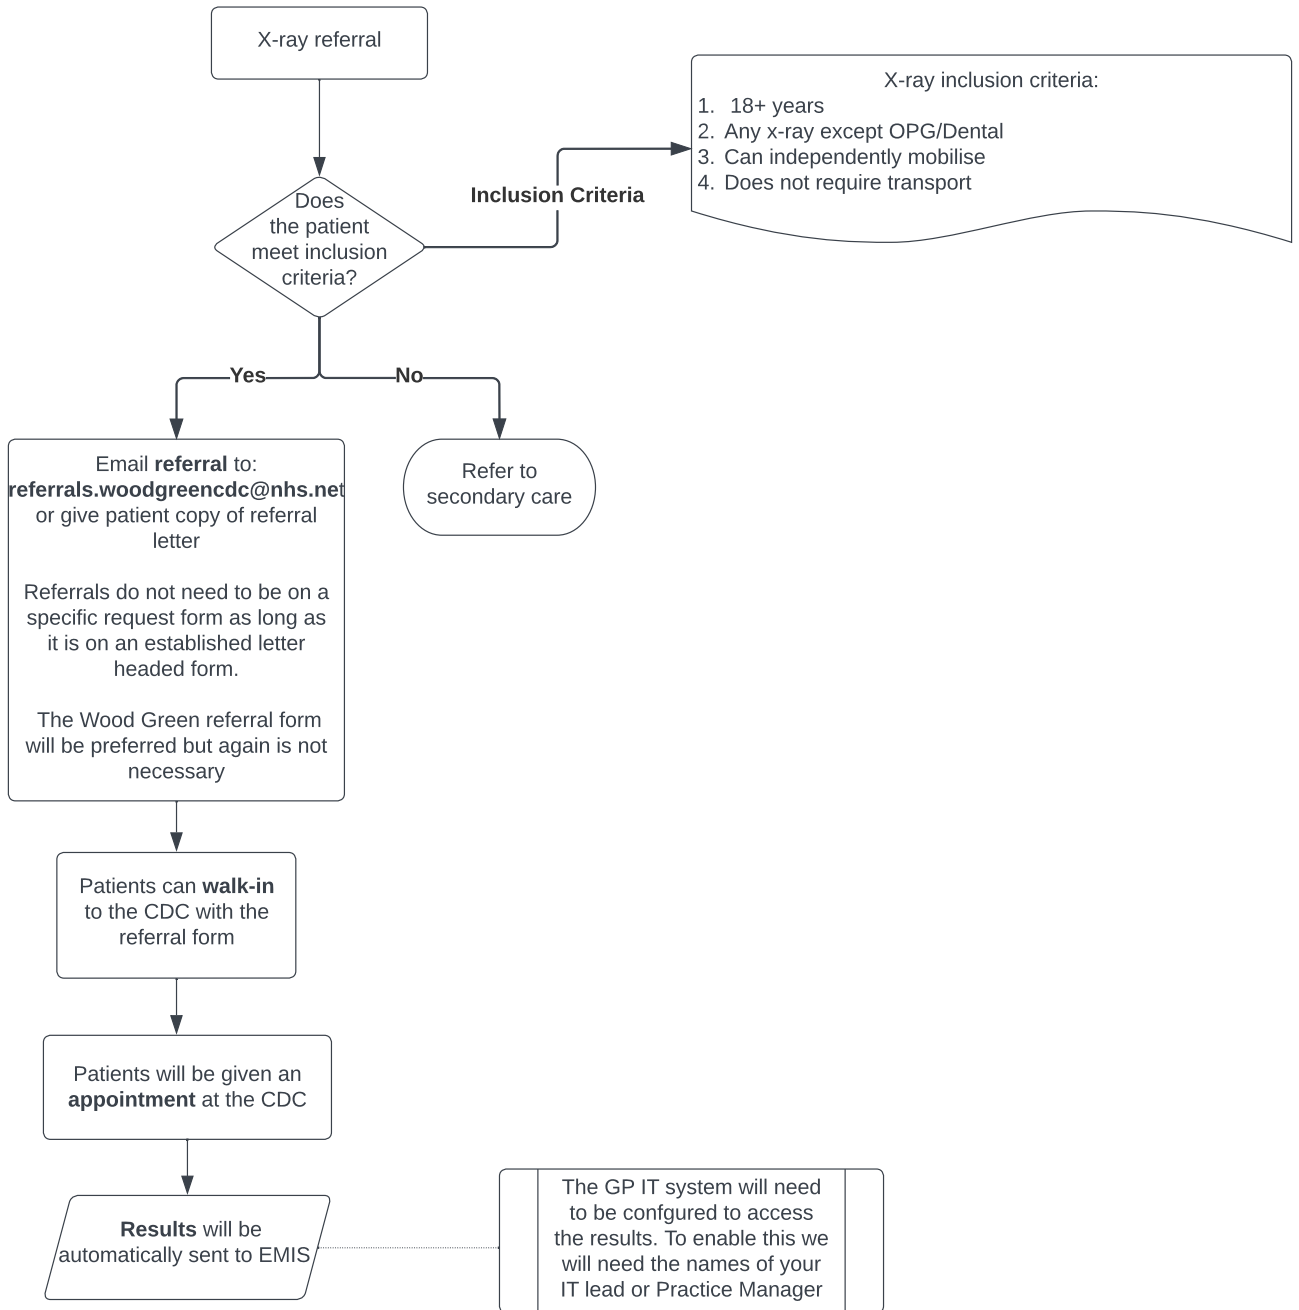 X-ray referral
X-ray inclusion criteria:
1. 18+ years
2. Any x-ray except OPG/Dental
3. Can independently mobilise
4. Does not require transport
Inclusion Criteria
Does
the patient
meet inclusion
criteria?
Yes
No
Email referral to:
referrals.woodgreencdc@nhs.net
or give patient copy of referral
letter
Referrals do not need to be on a
specific request form as long as
it is on an established letter
headed form.
The Wood Green referral form
will be preferred but again is not
necessary
Refer to
secondary care
Patients can walk-in
to the CDC with the
referral form
Patients will be given an
appointment at the CDC
Results will be
automatically sent to EMIS
The GP IT system will need
to be confgured to access
the results. To enable this we
will need the names of your
IT lead or Practice Manager